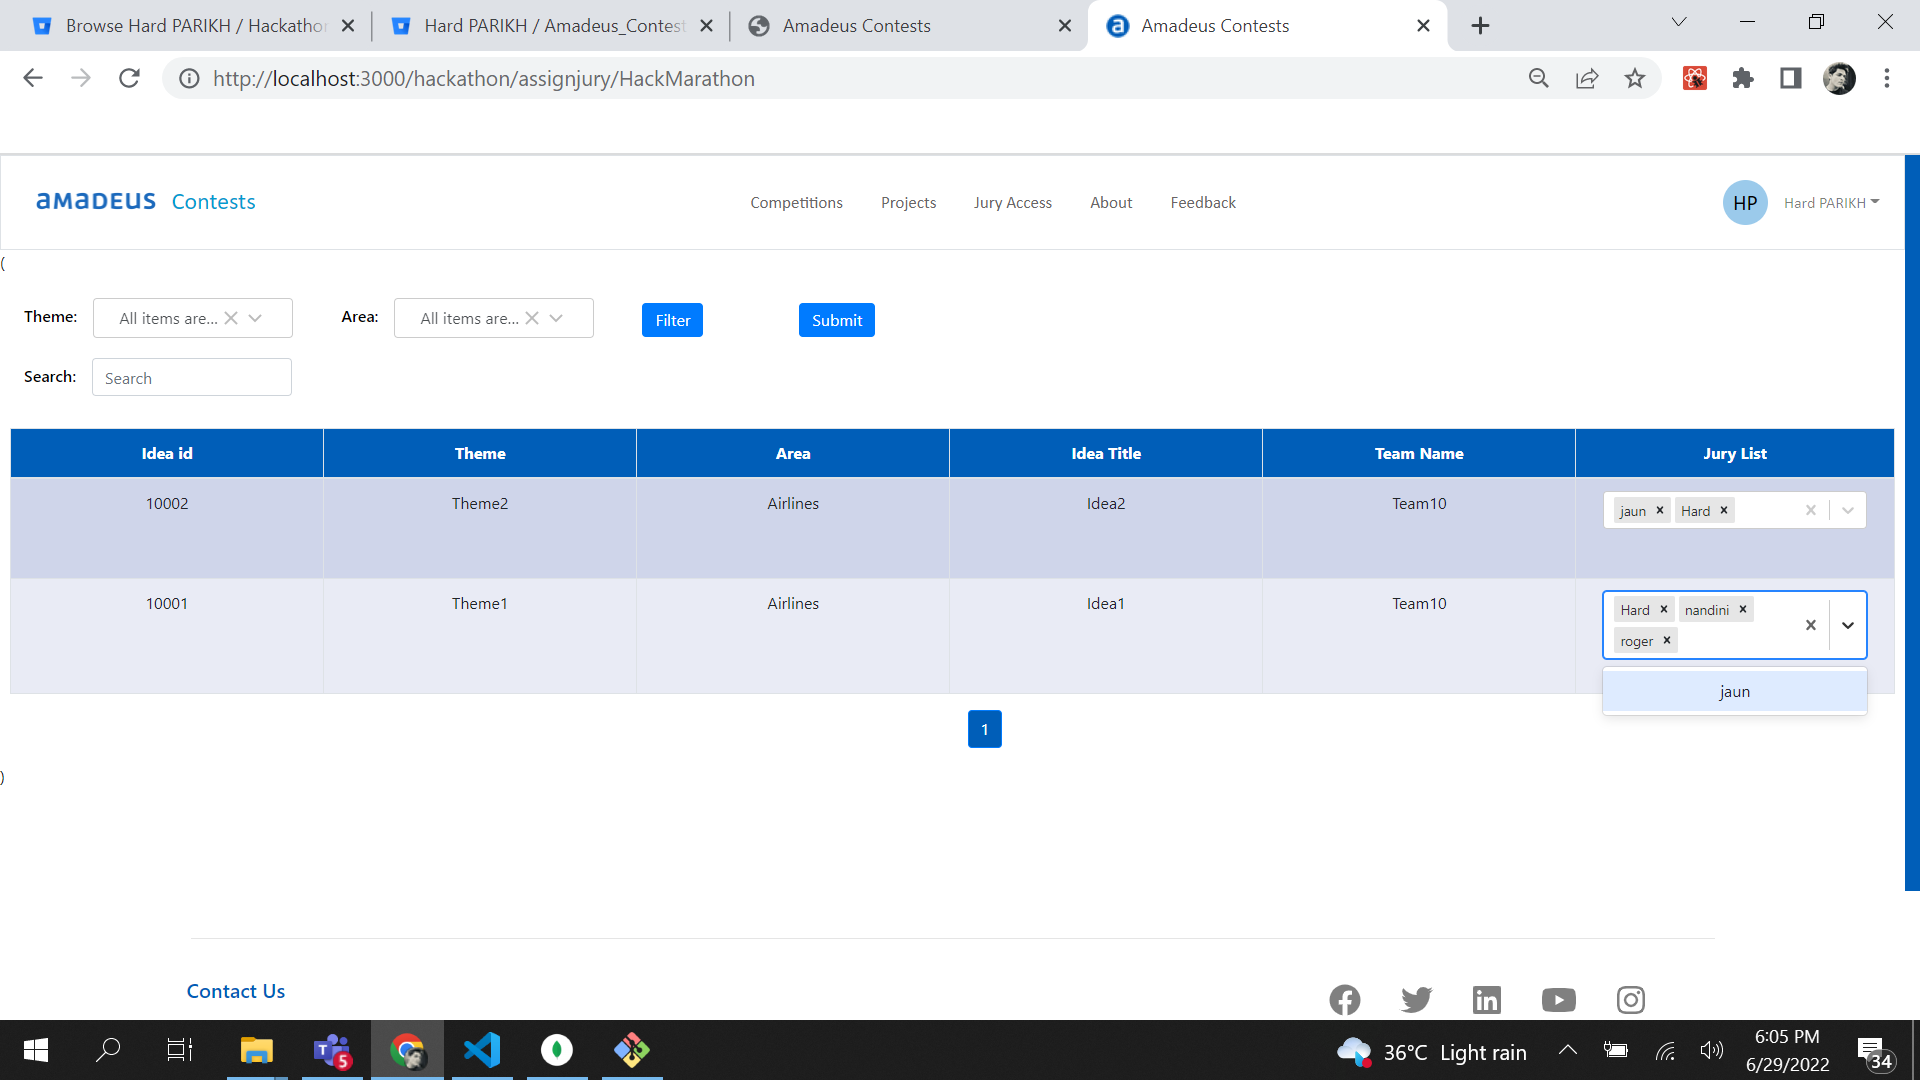 Browse Hard PARIKH / Hackathon
Hard PARIKH / Amadeus_Contest
Amadeus Contests
Amadeus Contests
http://localhost:3000/hackathon/assignjury/HackMarathon
amadeus Contests
Competitions Projects Jury Access About Feedback
HP Hard PARIKH
(
Theme: All items are... Area: All items are... Filter Submit
Search: Search
Idea id Theme Area Idea Title Team Name Jury List
10002 Theme2 Airlines Idea2 Team10 jaun Hard
10001 Theme1 Airlines Idea1 Team10 Hard nandini
roger
jaun
1
)
Contact Us
5
36°C Light rain
6:05 PM
6/29/2022
34